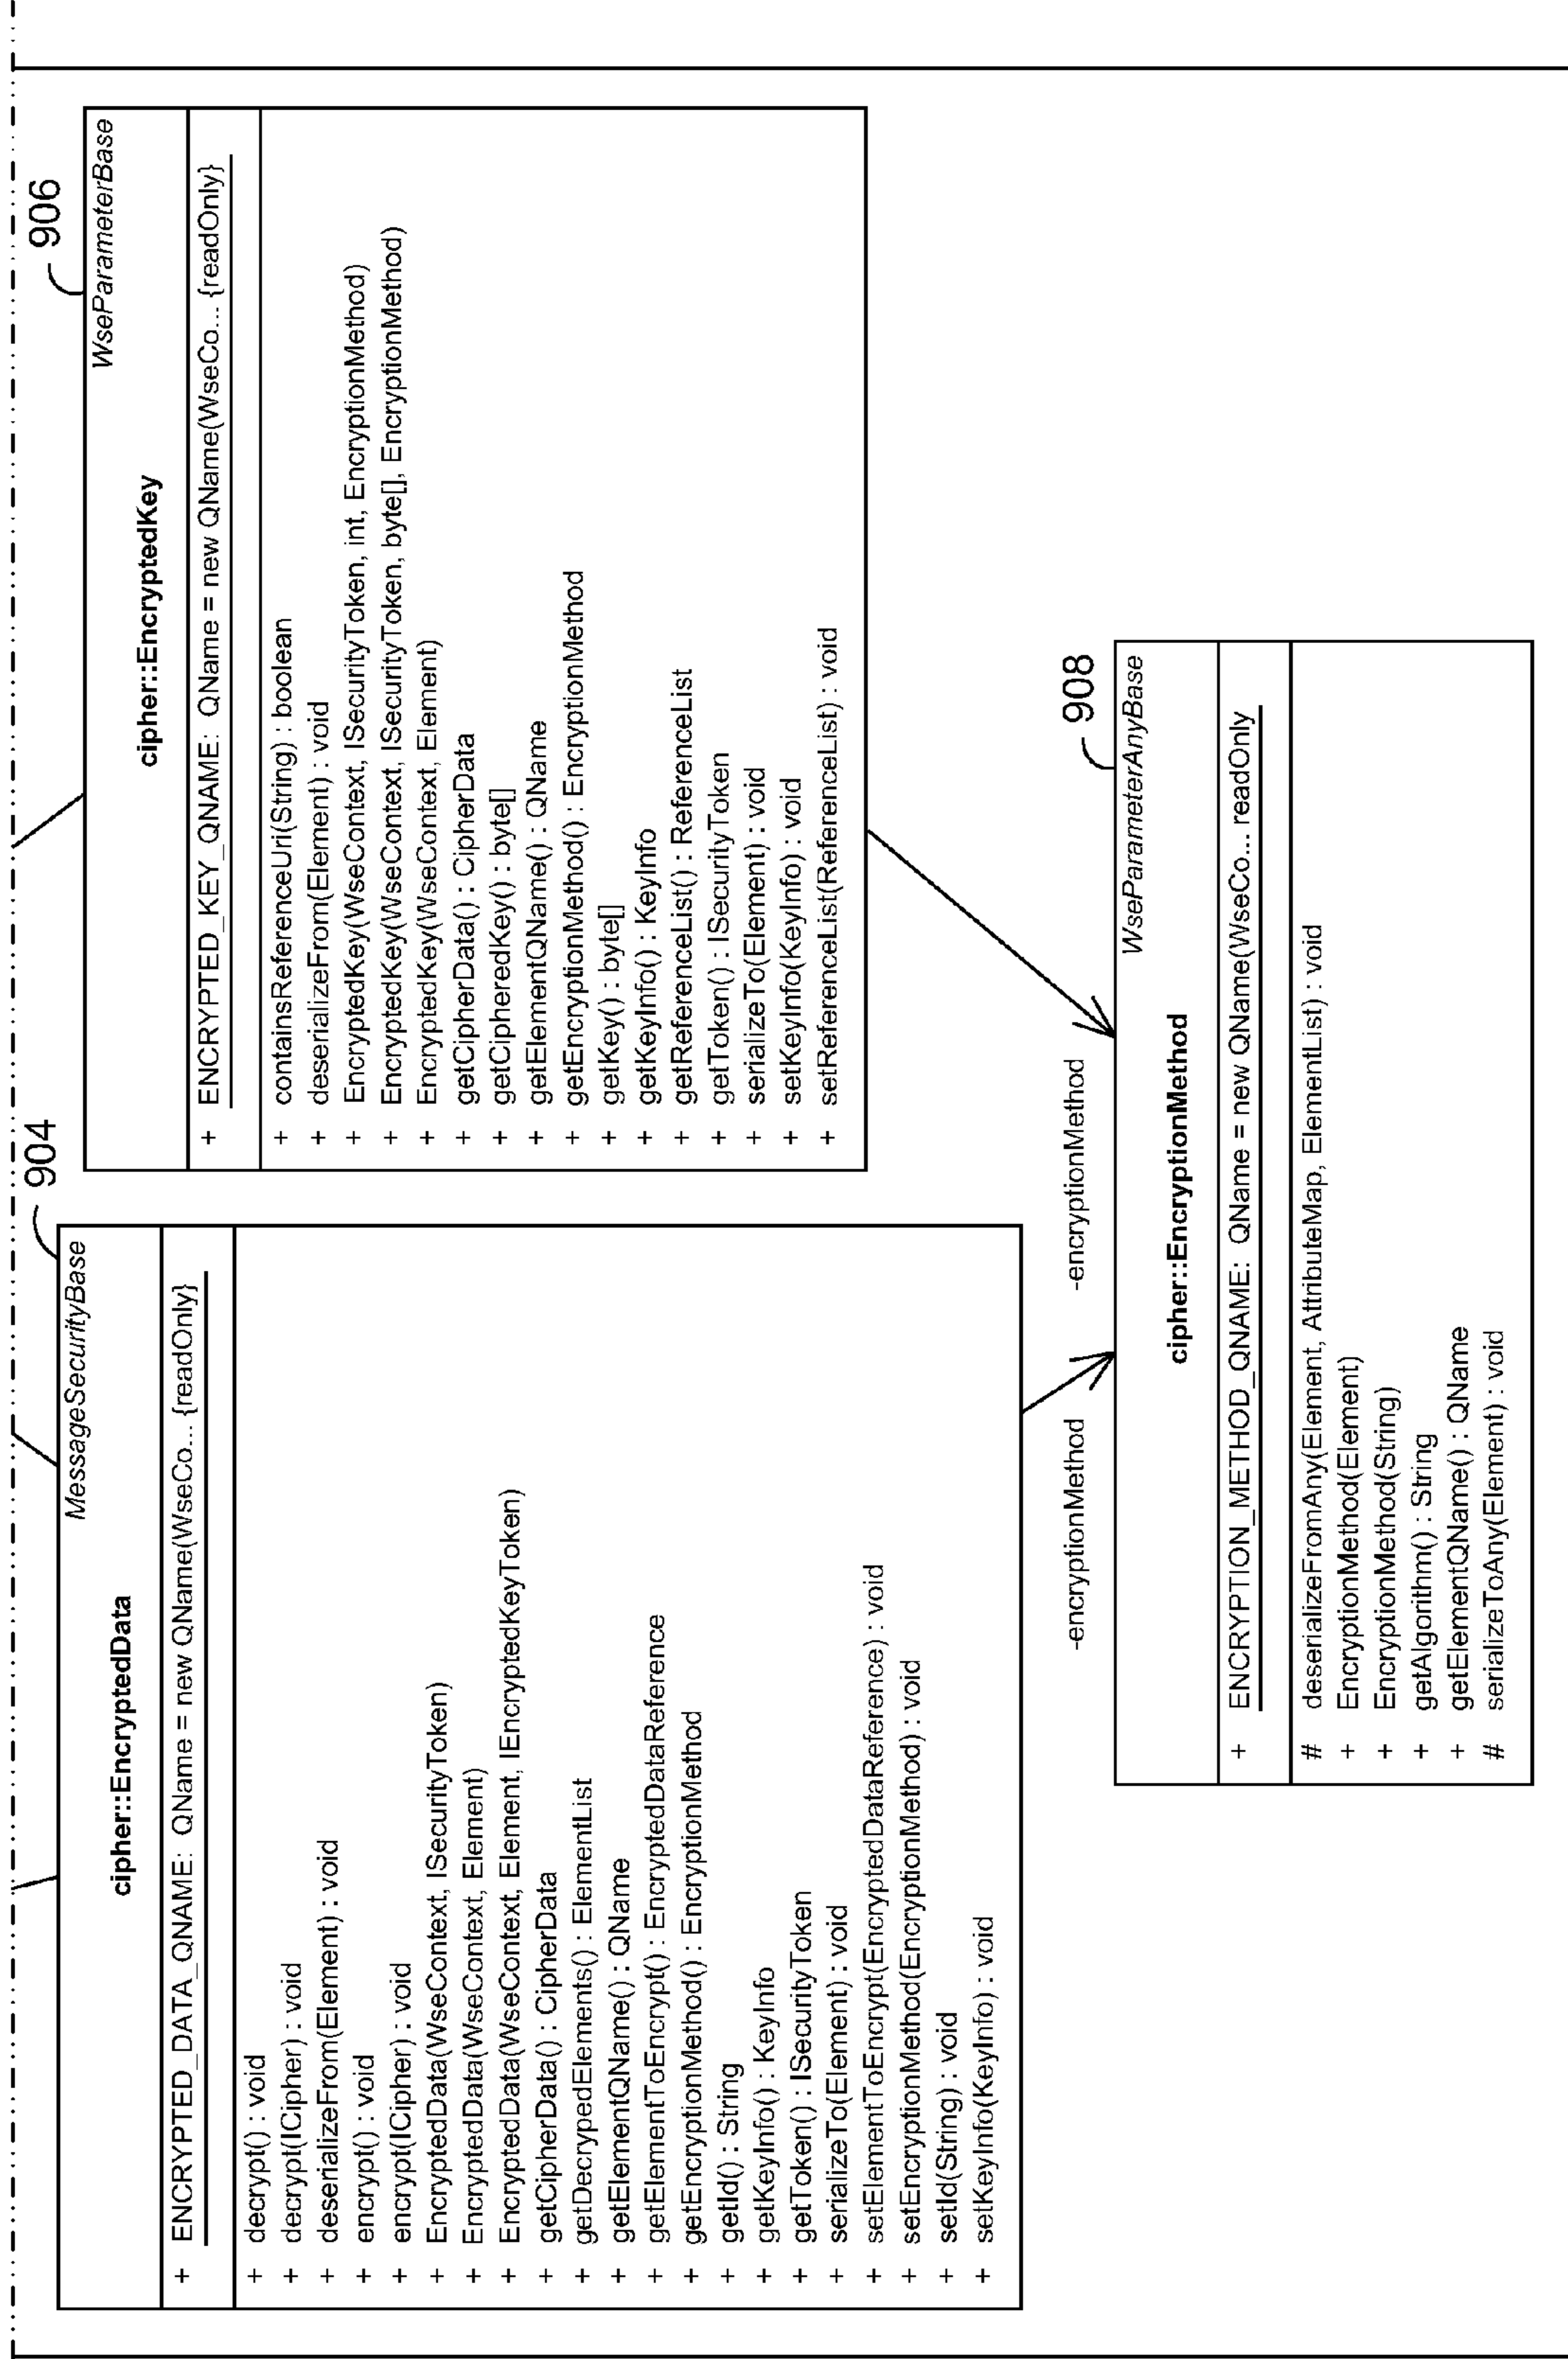 904
MessageSecurityBase
cipher::EncryptedData
+ ENCRYPTED_DATA_QNAME: QName = new QName(WseCo... {readOnly}
+ decrypt() : void
+ decrypt(ICipher) : void
+ deserializeFrom(Element) : void
+ encrypt() : void
+ encrypt(ICipher) : void
+ EncryptedData(WseContext, ISecurityToken)
+ EncryptedData(WseContext, Element)
+ EncryptedData(WseContext, Element, IEncryptedKeyToken)
+ getCipherData() : CipherData
+ getDecrypedElements() : ElementList
+ getElementQName() : QName
+ getElementToEncrypt() : EncryptedDataReference
+ getEncryptionMethod() : EncryptionMethod
+ getId() : String
+ getKeyInfo() : KeyInfo
+ getToken() : ISecurityToken
+ serializeTo(Element) : void
+ setElementToEncrypt(EncryptedDataReference) : void
+ setEncryptionMethod(EncryptionMethod) : void
+ setId(String) : void
+ setKeyInfo(KeyInfo) : void
906
WseParameterBase
cipher::EncryptedKey
+ ENCRYPTED_KEY_QNAME: QName = new QName(WseCo... {readOnly}
+ containsReferenceUri(String) : boolean
+ deserializeFrom(Element) : void
+ EncryptedKey(WseContext, ISecurityToken, int, EncryptionMethod)
+ EncryptedKey(WseContext, ISecurityToken, byte[], EncryptionMethod)
+ EncryptedKey(WseContext, Element)
+ getCipherData() : CipherData
+ getCipheredKey() : byte[]
+ getElementQName() : QName
+ getEncryptionMethod() : EncryptionMethod
+ getKey() : byte[]
+ getKeyInfo() : KeyInfo
+ getReferenceList() : ReferenceList
+ getToken() : ISecurityToken
+ serializeTo(Element) : void
+ setKeyInfo(KeyInfo) : void
+ setReferenceList(ReferenceList) : void
-encryptionMethod
-encryptionMethod
908
WseParameterAnyBase
cipher::EncryptionMethod
+ ENCRYPTION_METHOD_QNAME: QName = new QName(WseCo... readOnly
# deserializeFromAny(Element, AttributeMap, ElementList) : void
+ EncryptionMethod(Element)
+ EncryptionMethod(String)
+ getAlgorithm() : String
+ getElementQName() : QName
# serializeToAny(Element) : void